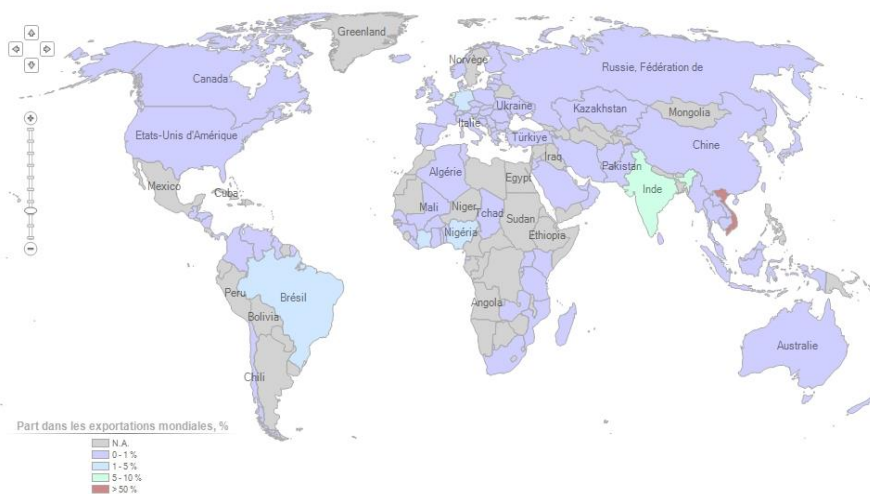 Greenland
Norvège
Russie, Fédération de
Canada
Ukraine
Kazakhstan
Mongolia
Italie
Etats-Unis d'Amérique
Türkiye
Chine
Iraq
Pakistan
Algérie
Egypt
Mexico
Cuba
Inde
Mali
Niger
Tchad
Sudan
Nigéria
Ethiopia
Peru
Brésil
Angola
Bolivia
Australie
Chili
Part dans les exportations mondiales, %
N.A.
0 - 1 %
1 - 5 %
5 - 10 %
> 50 %